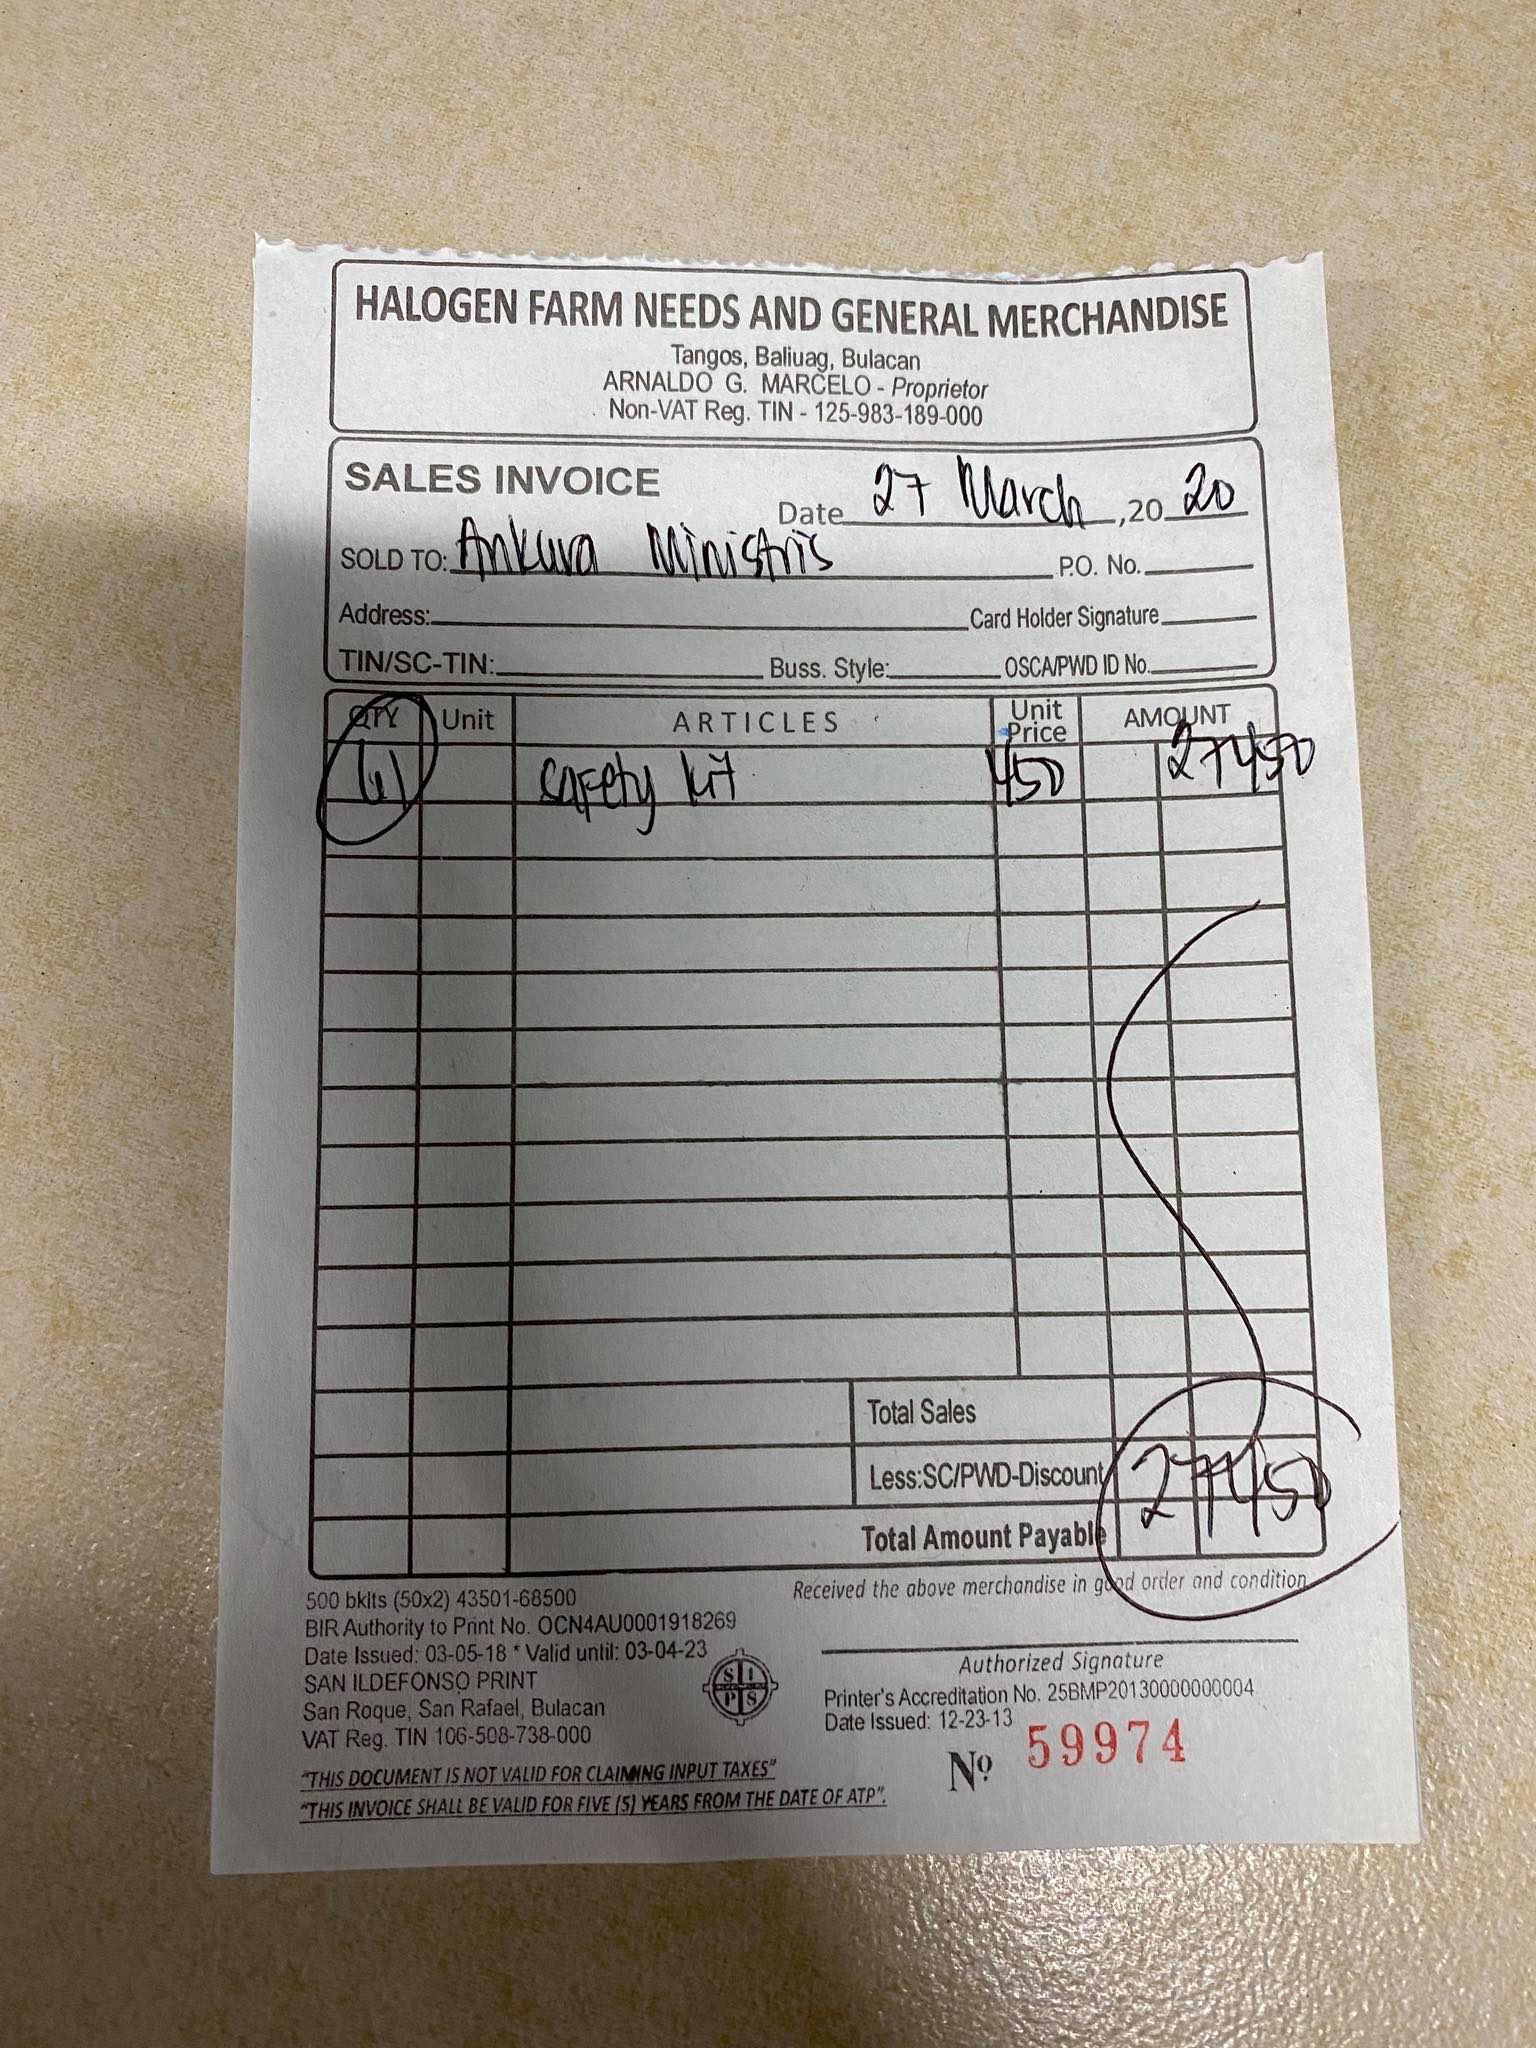 HALOGEN FARM NEEDS AND GENERAL MERCHANDISE
Tangos, Baliuag, Bulacan
ARNALDO G. MARCELO - Proprietor
Non-VAT Reg. TIN - 125-983-189-000
SALES INVOICE
Date 27 March ,20 20
SOLD TO: Ankura Ministris P.O. No.
Address: Card Holder Signature
TIN/SC-TIN: Buss. Style: OSCA/PWD ID No.
QTY Unit ARTICLES Unit Price AMOUNT
61 safety kit 450 27450
Total Sales
Less:SC/PWD-Discount
Total Amount Payable 27450
Received the above merchandise in good order and condition
500 bklts (50x2) 43501-68500
BIR Authority to Print No. OCN4AU0001918269
Date Issued: 03-05-18 * Valid until: 03-04-23
SAN ILDEFONSO PRINT
San Roque, San Rafael, Bulacan
VAT Reg. TIN 106-508-738-000
S I P S
Authorized Signature
Printer's Accreditation No. 25BMP20130000000004
Date Issued: 12-23-13
Nº 59974
"THIS DOCUMENT IS NOT VALID FOR CLAIMING INPUT TAXES"
"THIS INVOICE SHALL BE VALID FOR FIVE (5) YEARS FROM THE DATE OF ATP".